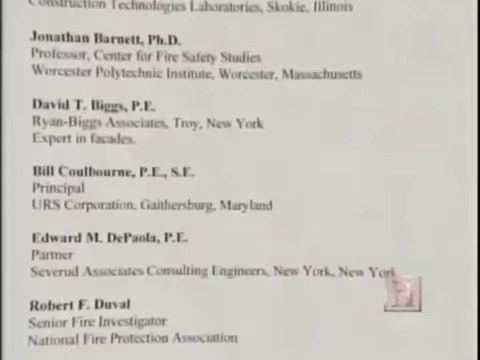 Construction Technologies Laboratories, Skokie, Illinois
Jonathan Barnett, Ph.D.
Professor, Center for Fire Safety Studies
Worcester Polytechnic Institute, Worcester, Massachusetts
David T. Biggs, P.E.
Ryan-Biggs Associates, Troy, New York
Expert in facades.
Bill Coulbourne, P.E., S.E.
Principal
URS Corporation, Gaithersburg, Maryland
Edward M. DePaola, P.E.
Partner
Severud Associates Consulting Engineers, New York, New York
H
Robert F. Duval
Senior Fire Investigator
National Fire Protection Association